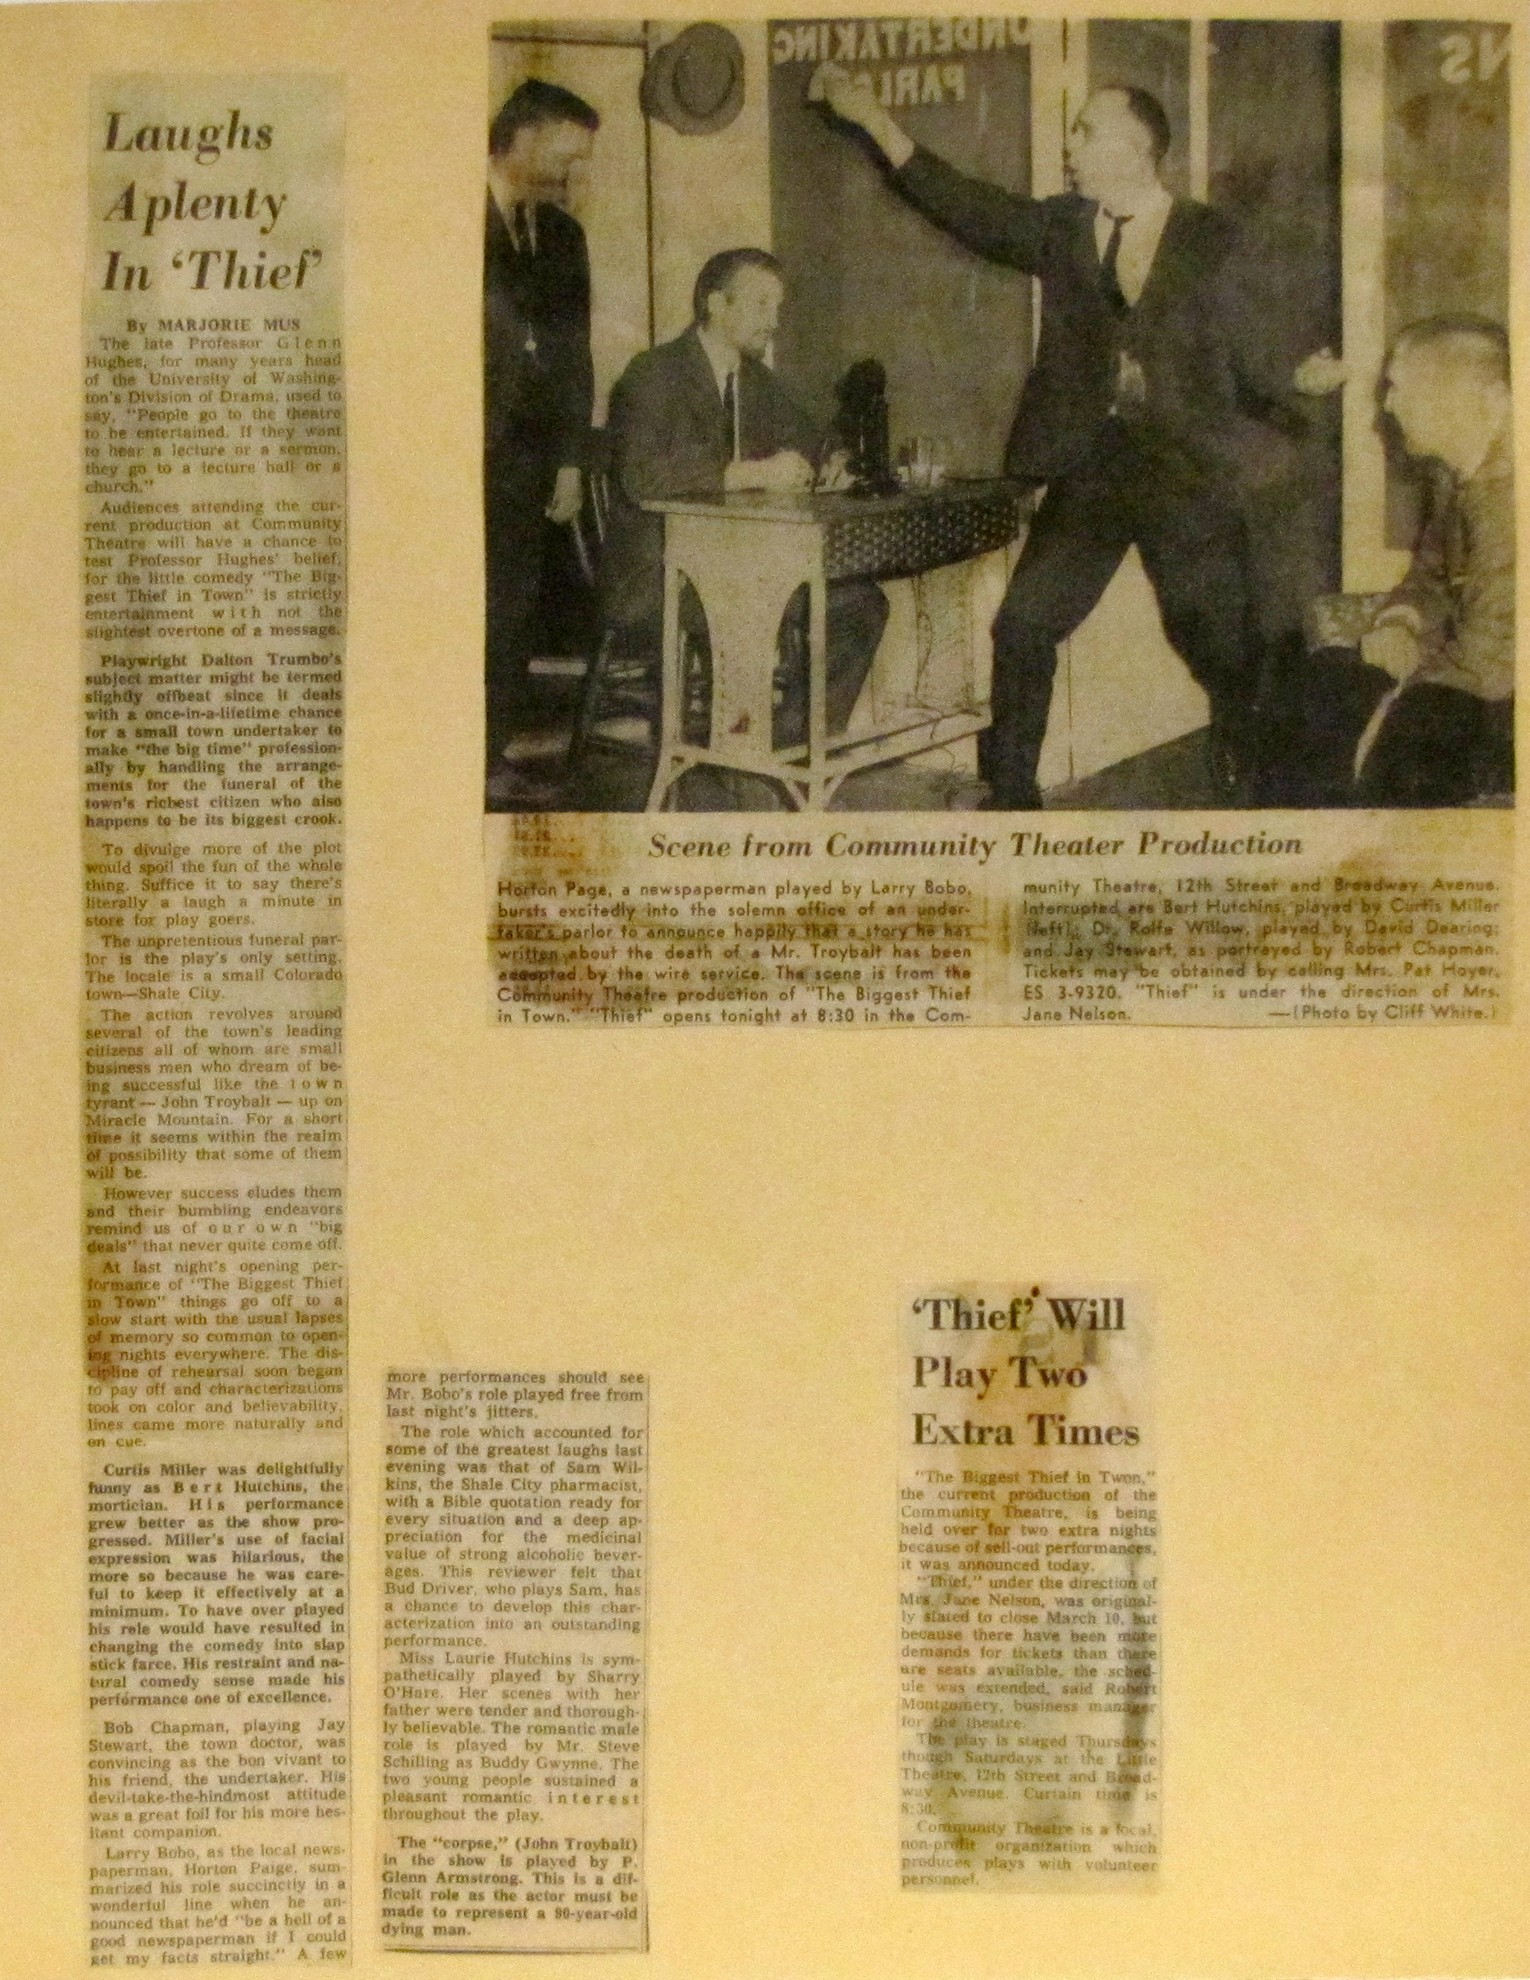 Laughs
Aplenty
In ‘Thief’
By MARJORIE MUS
The late Professor Glenn
Hughes, for many years head
of the University of Washing-
ton's Division of Drama, used to
say, "People go to the theatre
to be entertained. If they want
to hear a lecture or a sermon,
they go to a lecture hall or a
church."
Audiences attending the cur-
rent production at Community
Theatre will have a chance to
test Professor Hughes' belief,
for the little comedy "The Big-
gest Thief in Town" is strictly
entertainment with not the
slightest overtone of a message.
Playwright Dalton Trumbo's
subject matter might be termed
slightly offbeat since it deals
with a once-in-a-lifetime chance
for a small town undertaker to
make "the big time" profession-
ally by handling the arrange-
ments for the funeral of the
town's richest citizen who also
happens to be its biggest crook.
To divulge more of the plot
would spoil the fun of the whole
thing. Suffice it to say there's
literally a laugh a minute in
store for play goers.
The unpretentious funeral par-
lor is the play's only setting.
The locale is a small Colorado
town—Shale City.
The action revolves around
several of the town's leading
citizens all of whom are small
business men who dream of be-
ing successful like the town
tyrant — John Troybalt — up on
Miracle Mountain. For a short
time it seems within the realm
of possibility that some of them
will be.
However success eludes them
and their bumbling endeavors
remind us of our own "big
deals" that never quite come off.
At last night's opening per-
formance of "The Biggest Thief
in Town" things go off to a
slow start with the usual lapses
of memory so common to open-
ing nights everywhere. The dis-
cipline of rehearsal soon began
to pay off and characterizations
took on color and believability,
lines came more naturally and
on cue.
Curtis Miller was delightfully
funny as Bert Hutchins, the
mortician. His performance
grew better as the show pro-
gressed. Miller's use of facial
expression was hilarious, the
more so because he was care-
ful to keep it effectively at a
minimum. To have over played
his role would have resulted in
changing the comedy into slap
stick farce. His restraint and na-
tural comedy sense made his
performance one of excellence.
Bob Chapman, playing Jay
Stewart, the town doctor, was
convincing as the bon vivant to
his friend, the undertaker. His
devil-take-the-hindmost attitude
was a great foil for his more hes-
itant companion.
Larry Bobo, as the local news-
paperman, Horton Paige, sum-
marized his role succinctly in a
wonderful line when he an-
nounced that he'd "be a hell of a
good newspaperman if I could
get my facts straight." A few
more performances should see
Mr. Bobo's role played free from
last night's jitters.
The role which accounted for
some of the greatest laughs last
evening was that of Sam Wil-
kins, the Shale City pharmacist,
with a Bible quotation ready for
every situation and a deep ap-
preciation for the medicinal
value of strong alcoholic bever-
ages. This reviewer felt that
Bud Driver, who plays Sam, has
a chance to develop this char-
acterization into an outstanding
performance.
Miss Laurie Hutchins is sym-
pathetically played by Sharry
O'Hare. Her scenes with her
father were tender and thorough-
ly believable. The romantic male
role is played by Mr. Steve
Schilling as Buddy Gwynne. The
two young people sustained a
pleasant romantic interest
throughout the play.
The "corpse," (John Troybalt)
in the show is played by P.
Glenn Armstrong. This is a dif-
ficult role as the actor must be
made to represent a 90-year-old
dying man.
UNDERTAKING
PARL
NS
Scene from Community Theater Production
Horton Page, a newspaperman played by Larry Bobo,
bursts excitedly into the solemn office of an under-
taker's parlor to announce happily that a story he has
written about the death of a Mr. Troybalt has been
accepted by the wire service. The scene is from the
Community Theatre production of "The Biggest Thief
in Town." "Thief" opens tonight at 8:30 in the Com-
munity Theatre, 12th Street and Broadway Avenue.
Interrupted are Bert Hutchins, played by Curtis Miller
(left); Dr. Rolfe Willow, played by David Dearing;
and Jay Stewart, as portrayed by Robert Chapman.
Tickets may be obtained by calling Mrs. Pat Hoyer,
ES 3-9320. "Thief" is under the direction of Mrs.
Jane Nelson. —(Photo by Cliff White.)
‘Thief’ Will
Play Two
Extra Times
"The Biggest Thief in Twon,"
the current production of the
Community Theatre, is being
held over for two extra nights
because of sell-out performances,
it was announced today.
"Thief," under the direction of
Mrs. Jane Nelson, was original-
ly slated to close March 10, but
because there have been more
demands for tickets than there
are seats available, the sched-
ule was extended, said Robert
Montgomery, business manager
for the theatre.
The play is staged Thursdays
though Saturdays at the Little
Theatre, 12th Street and Broad-
way Avenue. Curtain time is
8:30.
Community Theatre is a local,
non-profit organization which
produces plays with volunteer
personnel.